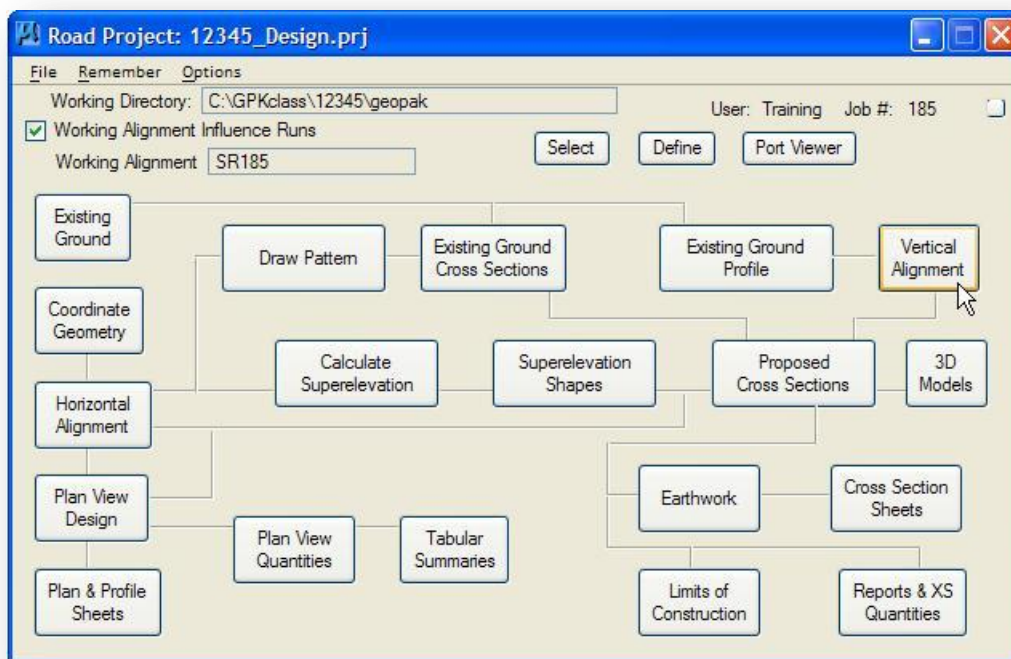 Road Project: 12345_Design.prj
File Remember Options
Working Directory: C:\GPKclass\12345\geopak
User: Training Job #: 185
Working Alignment Influence Runs
Working Alignment SR185
Select
Define
Port Viewer
Existing
Ground
Draw Pattern
Existing Ground
Cross Sections
Existing Ground
Profile
Vertical
Alignment
Coordinate
Geometry
Calculate
Superelevation
Superelevation
Shapes
Proposed
Cross Sections
3D
Models
Horizontal
Alignment
Plan View
Design
Earthwork
Cross Section
Sheets
Plan View
Quantities
Tabular
Summaries
Plan & Profile
Sheets
Limits of
Construction
Reports & XS
Quantities